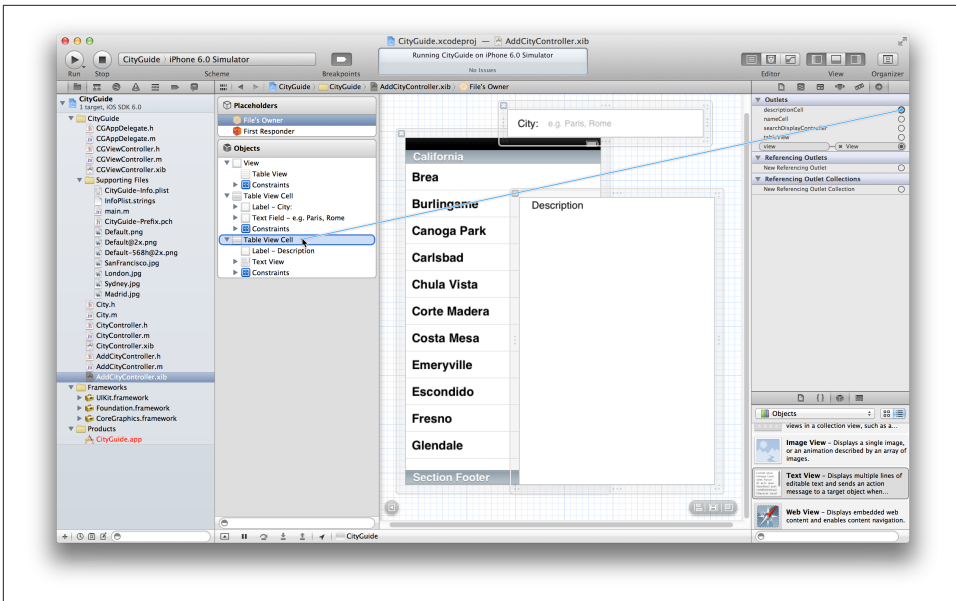 CityGuide.xcodeproj — AddCityController.xib
CityGuide iPhone 6.0 Simulator
Running CityGuide on iPhone 6.0 Simulator
No Issues
Run Stop Scheme Breakpoints Editor View Organizer
CityGuide CityGuide AddCityController.xib File's Owner
CityGuide
1 target, iOS SDK 6.0
CityGuide
CGAppDelegate.h
CGAppDelegate.m
CGViewController.h
CGViewController.m
CGViewController.xib
Supporting Files
CityGuide-Info.plist
InfoPlist.strings
main.m
CityGuide-Prefix.pch
Default.png
Default@2x.png
Default-568h@2x.png
SanFrancisco.jpg
London.jpg
Sydney.jpg
Madrid.jpg
City.h
City.m
CityController.h
CityController.m
CityController.xib
AddCityController.h
AddCityController.m
AddCityController.xib
Frameworks
UIKit.framework
Foundation.framework
CoreGraphics.framework
Products
CityGuide.app
Placeholders
File's Owner
First Responder
Objects
View
Table View
Constraints
Table View Cell
Label – City:
Text Field – e.g. Paris, Rome
Constraints
Table View Cell
Label – Description
Text View
Constraints
City: e.g. Paris, Rome
California
Brea
Burlingame
Canoga Park
Carlsbad
Chula Vista
Corte Madera
Costa Mesa
Emeryville
Escondido
Fresno
Glendale
Section Footer
Description
Outlets
descriptionCell
nameCell
searchDisplayController
tableView
view View
Referencing Outlets
New Referencing Outlet
Referencing Outlet Collections
New Referencing Outlet Collection
Objects
views in a collection view, such as a...
Image View – Displays a single image,
or an animation described by an array of
images.
Text View – Displays multiple lines of
editable text and sends an action
message to a target object when...
Web View – Displays embedded web
content and enables content navigation.
CityGuide